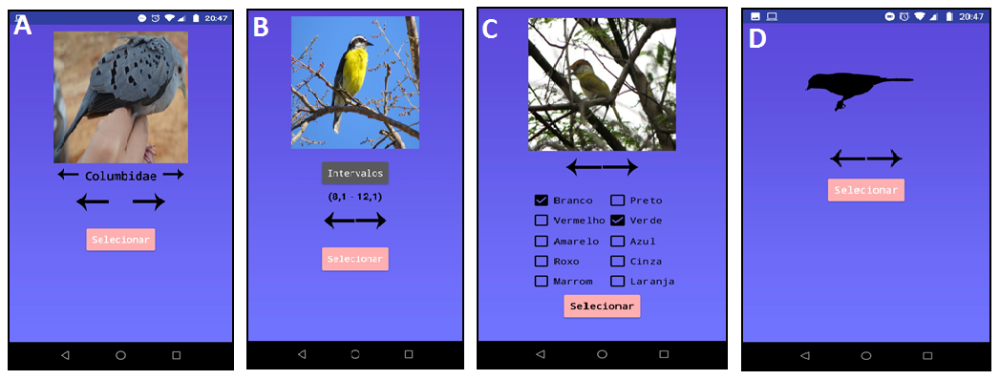 A
20:47
Columbidae
Selecionar
B
Intervalos
(8,1 - 12,1)
Selecionar
C
Branco Preto
Vermelho Verde
Amarelo Azul
Roxo Cinza
Marrom Laranja
Selecionar
D
20:47
Selecionar